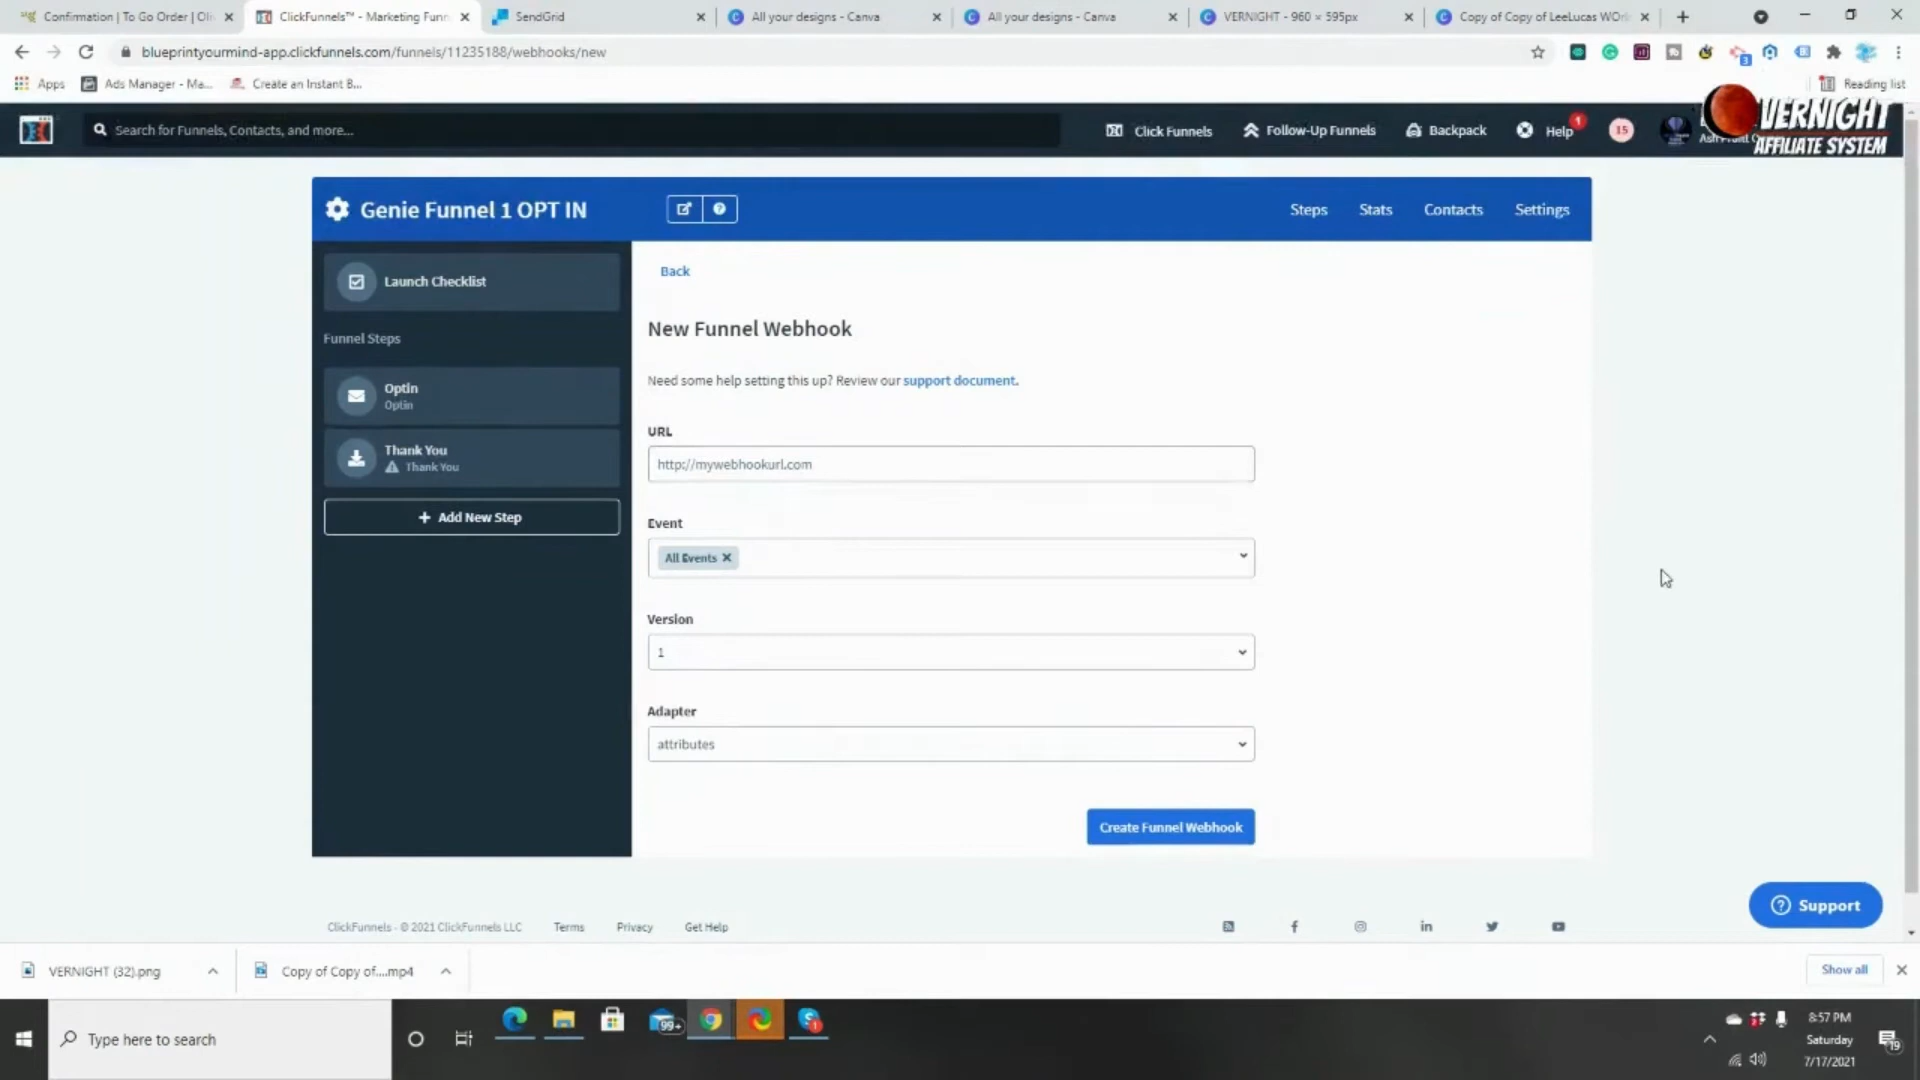 Confirmation | To Go Order | Oli
ClickFunnels™ - Marketing Funn
SendGrid
All your designs - Canva
All your designs - Canva
VERNIGHT - 960 × 595px
Copy of Copy of LeeLucas WOr
blueprintyourmind-app.clickfunnels.com/funnels/11235188/webhooks/new
3
Apps
Ads Manager - Ma...
Create an Instant B...
Reading list
Search for Funnels, Contacts, and more...
Click Funnels
Follow-Up Funnels
Backpack
Help
1
15
VERNIGHT
AFFILIATE SYSTEM
Genie Funnel 1 OPT IN
Steps
Stats
Contacts
Settings
Launch Checklist
Funnel Steps
Optin
Optin
Thank You
Thank You
+ Add New Step
Back
New Funnel Webhook
Need some help setting this up? Review our support document.
URL
http://mywebhookurl.com
Event
All Events ×
Version
1
Adapter
attributes
Create Funnel Webhook
ClickFunnels - © 2021 ClickFunnels LLC
Terms
Privacy
Get Help
Support
VERNIGHT (32).png
Copy of Copy of....mp4
Show all
Type here to search
99+
8:57 PM
Saturday
7/17/2021
19